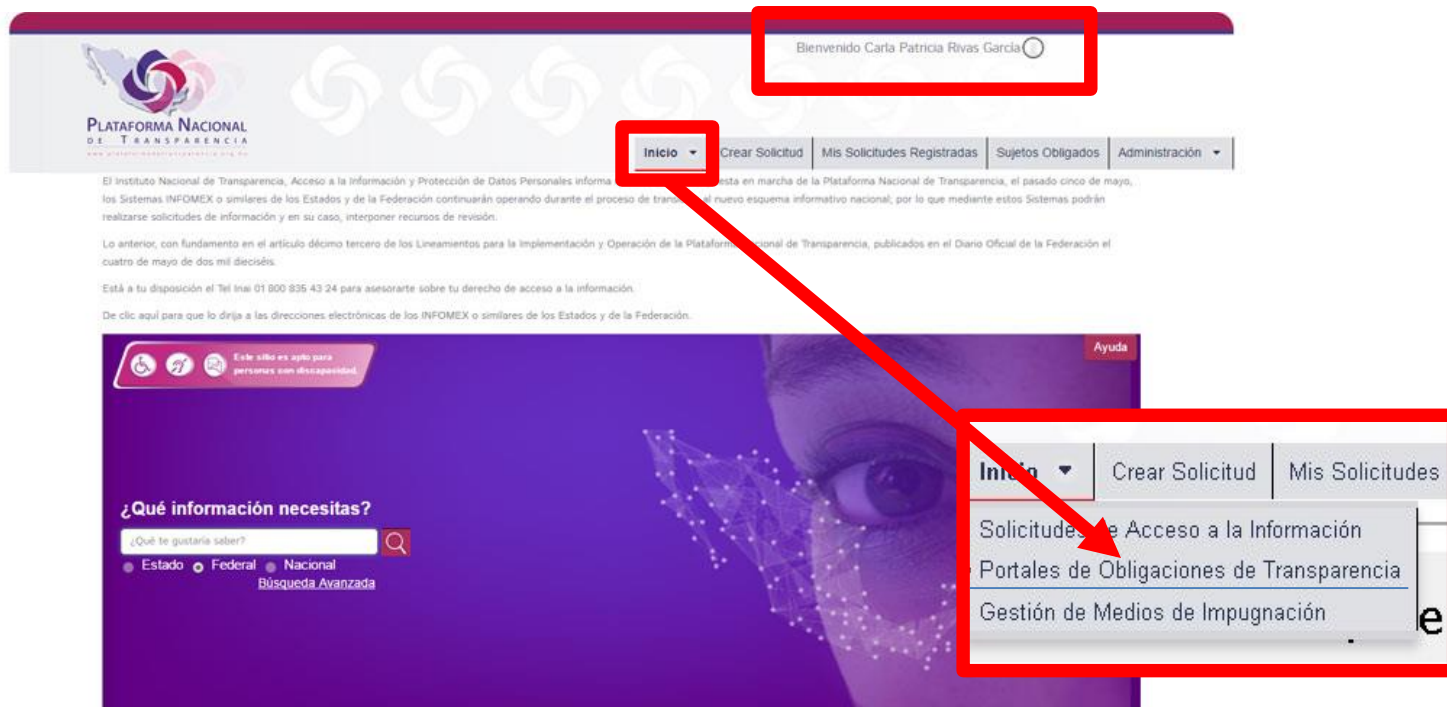 Bienvenido Carla Patricia Rivas García
PLATAFORMA NACIONAL
DE TRANSPARENCIA
Inicio Crear Solicitud Mis Solicitudes Registradas Sujetos Obligados Administración
El Instituto Nacional de Transparencia, Acceso a la Información y Protección de Datos Personales informa esta en marcha de la Plataforma Nacional de Transparencia, el pasado cinco de mayo,
los Sistemas INFOMEX o similares de los Estados y de la Federación continuarán operando durante el proceso de al nuevo esquema informativo nacional; por lo que mediante estos Sistemas podrán
realizarse solicitudes de información y en su caso, interponer recursos de revisión.
Lo anterior, con fundamento en el artículo décimo tercero de los Lineamientos para la Implementación y Operación de la Plataforma Nacional de Transparencia, publicados en el Diario Oficial de la Federación el
cuatro de mayo de dos mil dieciséis.
Está a tu disposición el Tel Inai 01 800 835 43 24 para asesorarte sobre tu derecho de acceso a la información.
De clic aquí para que lo dirija a las direcciones electrónicas de los INFOMEX o similares de los Estados y de la Federación.
Este sitio es apto para
personas con discapacidad.
Ayuda
¿Qué información necesitas?
¿Qué te gustaría saber?
Estado Federal Nacional
Búsqueda Avanzada
Inicio Crear Solicitud Mis Solicitudes
Solicitudes de Acceso a la Información
Portales de Obligaciones de Transparencia
Gestión de Medios de Impugnación
e